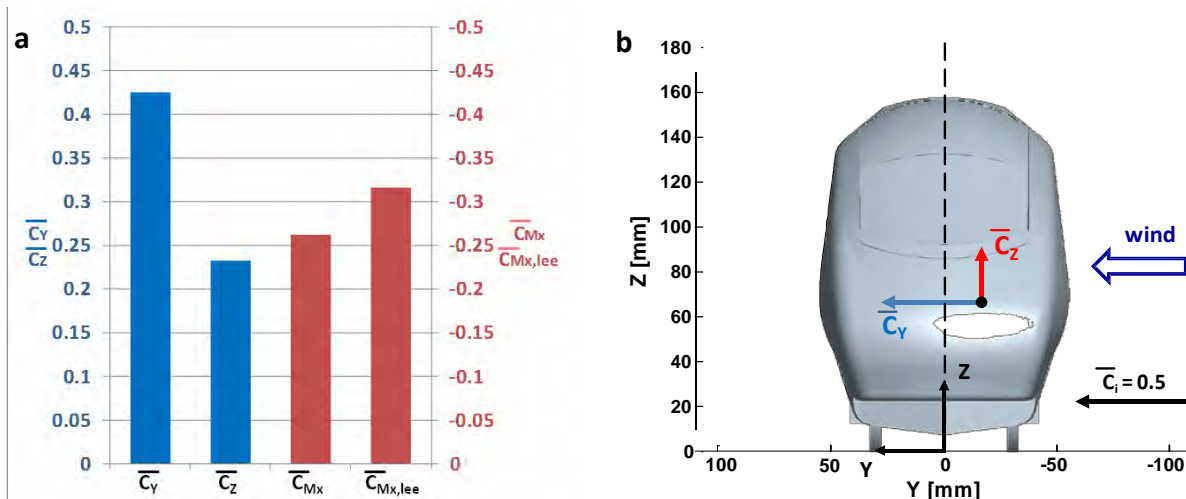 a
0.5
0.45
0.4
0.35
0.3
0.25
0.2
0.15
0.1
0.05
0
C̅Y
C̅Z
-0.5
-0.45
-0.4
-0.35
-0.3
-0.25
-0.2
-0.15
-0.1
-0.05
0
C̅Mx
C̅Mx,lee
C̅Y C̅Z C̅Mx C̅Mx,lee
b
180
160
140
120
100
80
60
40
20
0
Z [mm]
wind
C̅Z
C̅Y
Z
C̅i = 0.5
Y
100 50 0 -50 -100
Y [mm]